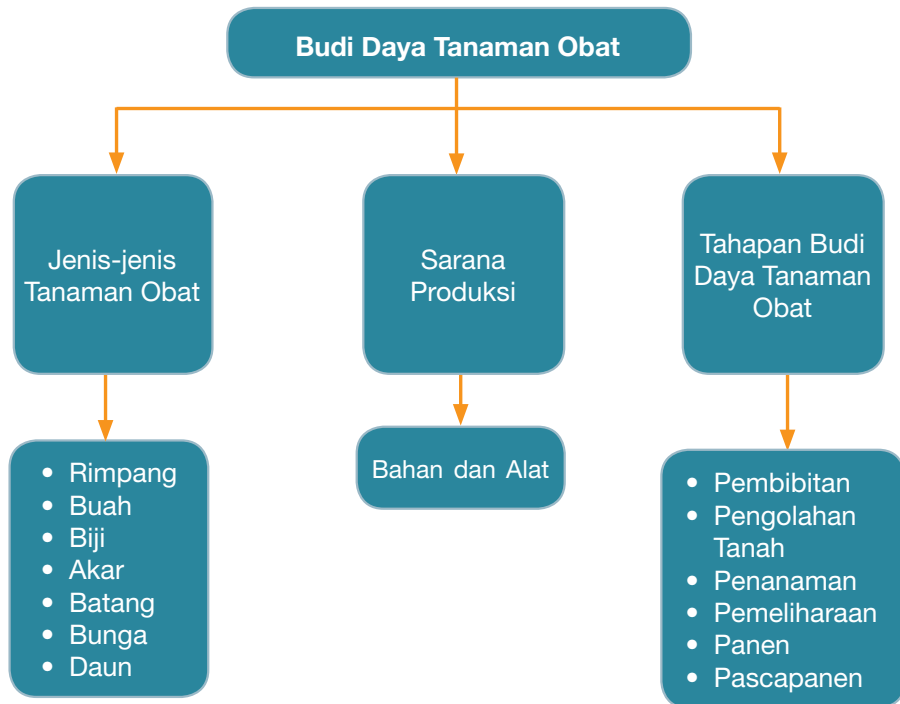 Budi Daya Tanaman Obat
Jenis-jenis
Tanaman Obat
Sarana
Produksi
Tahapan Budi
Daya Tanaman
Obat
• Rimpang
• Buah
• Biji
• Akar
• Batang
• Bunga
• Daun
Bahan dan Alat
• Pembibitan
• Pengolahan
Tanah
• Penanaman
• Pemeliharaan
• Panen
• Pascapanen